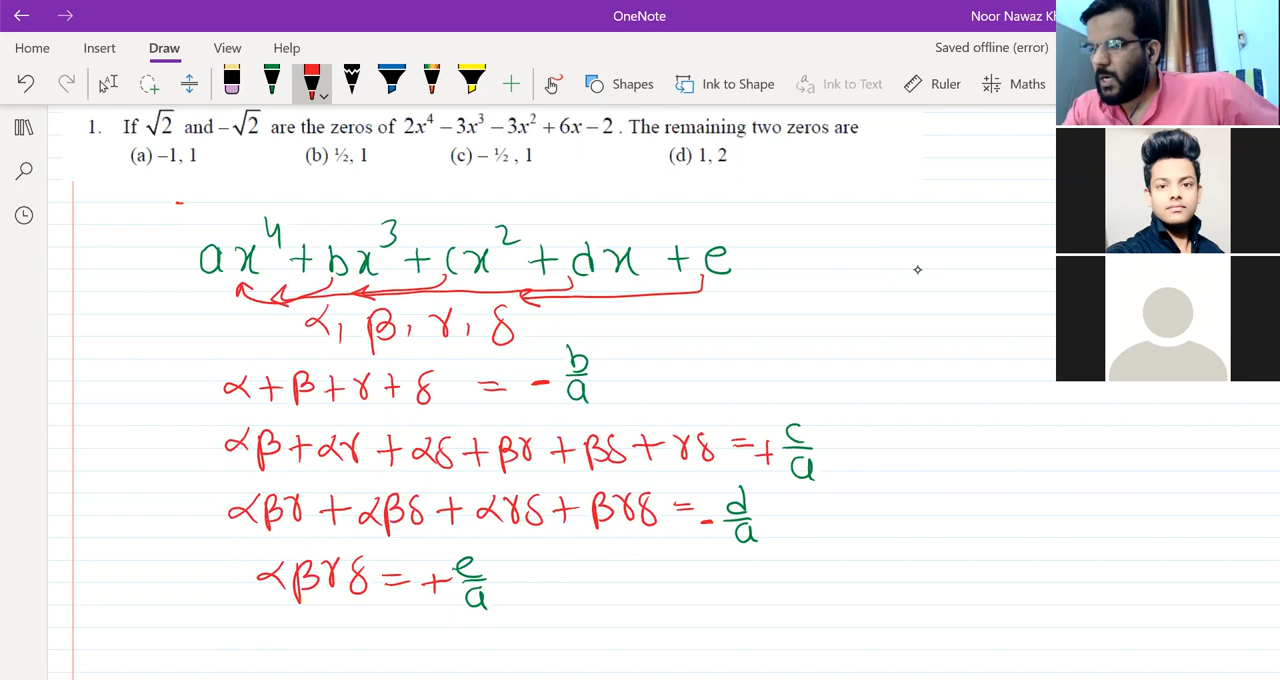 OneNote
Noor Nawaz Kh
Home Insert Draw View Help
Saved offline (error)
Shapes Ink to Shape Ink to Text Ruler Maths
1. If √2 and –√2 are the zeros of 2x⁴ – 3x³ – 3x² + 6x – 2 . The remaining two zeros are
(a) –1, 1 (b) ½, 1 (c) – ½ , 1 (d) 1, 2
ax⁴ + bx³ + cx² + dx + e
α, β, γ, δ
α + β + γ + δ = - b/a
αβ + αγ + αδ + βγ + βδ + γδ = + c/a
αβγ + αβδ + αγδ + βγδ = - d/a
αβγδ = + e/a